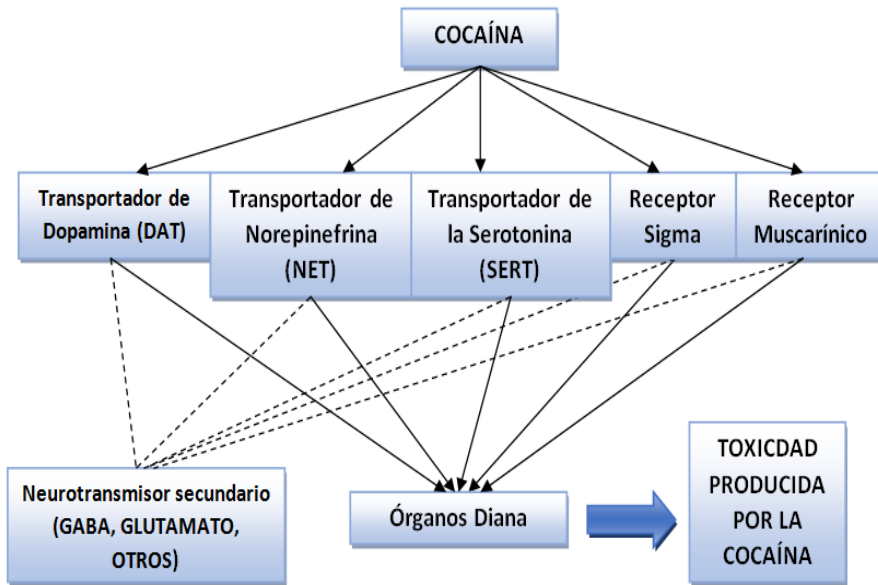 COCAÍNA
Transportador de
Dopamina (DAT)
Transportador de
Norepinefrina
(NET)
Transportador de
la Serotonina
(SERT)
Receptor
Sigma
Receptor
Muscarínico
Neurotransmisor secundario
(GABA, GLUTAMATO,
OTROS)
Órganos Diana
TOXICDAD
PRODUCIDA
POR LA
COCAÍNA